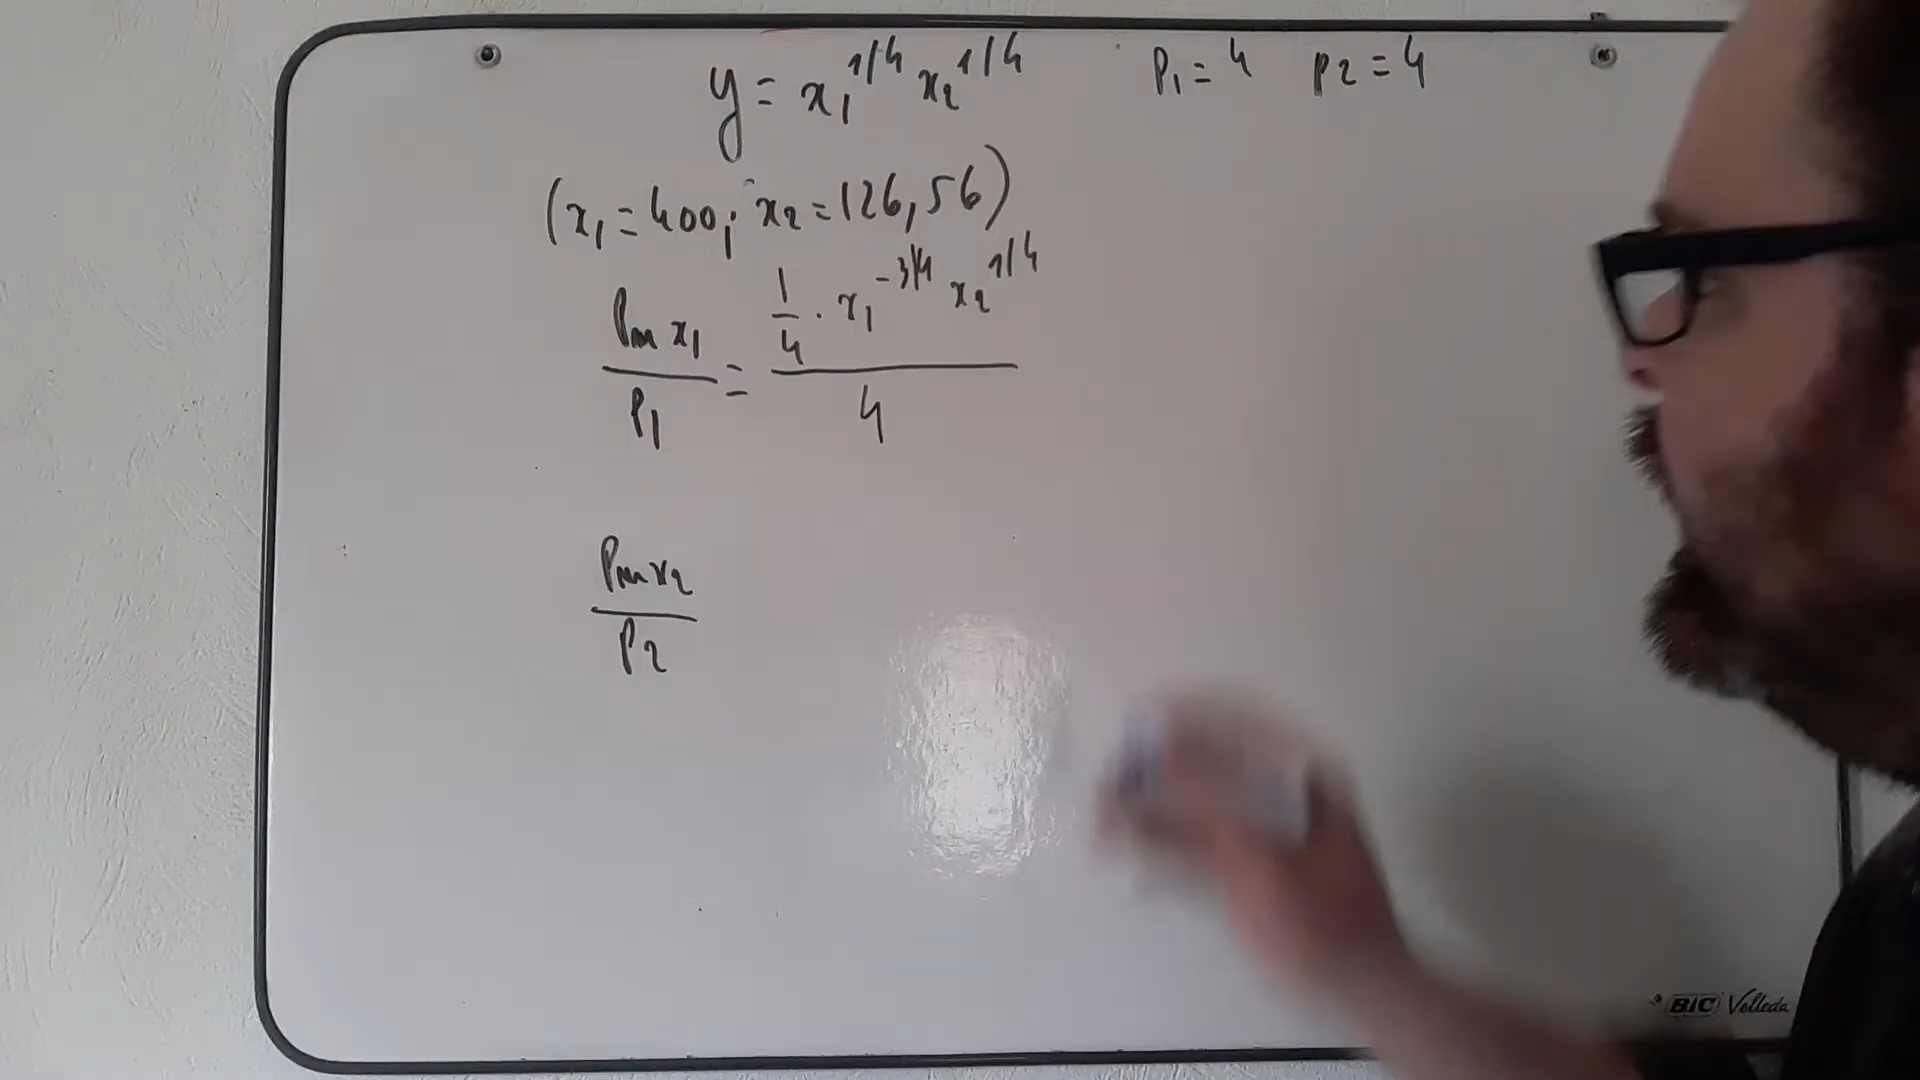 y = x₁^1/4 x₂^1/4 P₁ = 4 P2 = 4
(x₁ = 400; x₂ = 126,56)
Pm x₁ / P₁ = (1/4 · x₁^-3/4 x₂^1/4) / 4
Pm x₂ / P2
BIC Velleda